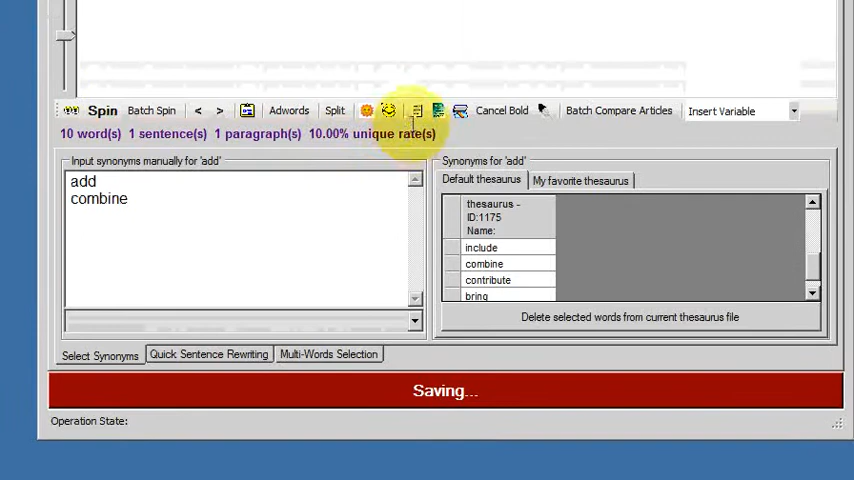 Spin Batch Spin < > Adwords Split Cancel Bold Batch Compare Articles Insert Variable
10 word(s) 1 sentence(s) 1 paragraph(s) 10.00% unique rate(s)
Input synonyms manually for 'add'
add
combine
Synonyms for 'add'
Default thesaurus My favorite thesaurus
thesaurus -
ID:1175
Name:
include
combine
contribute
bring
Delete selected words from current thesaurus file
Select Synonyms Quick Sentence Rewriting Multi-Words Selection
Saving...
Operation State: